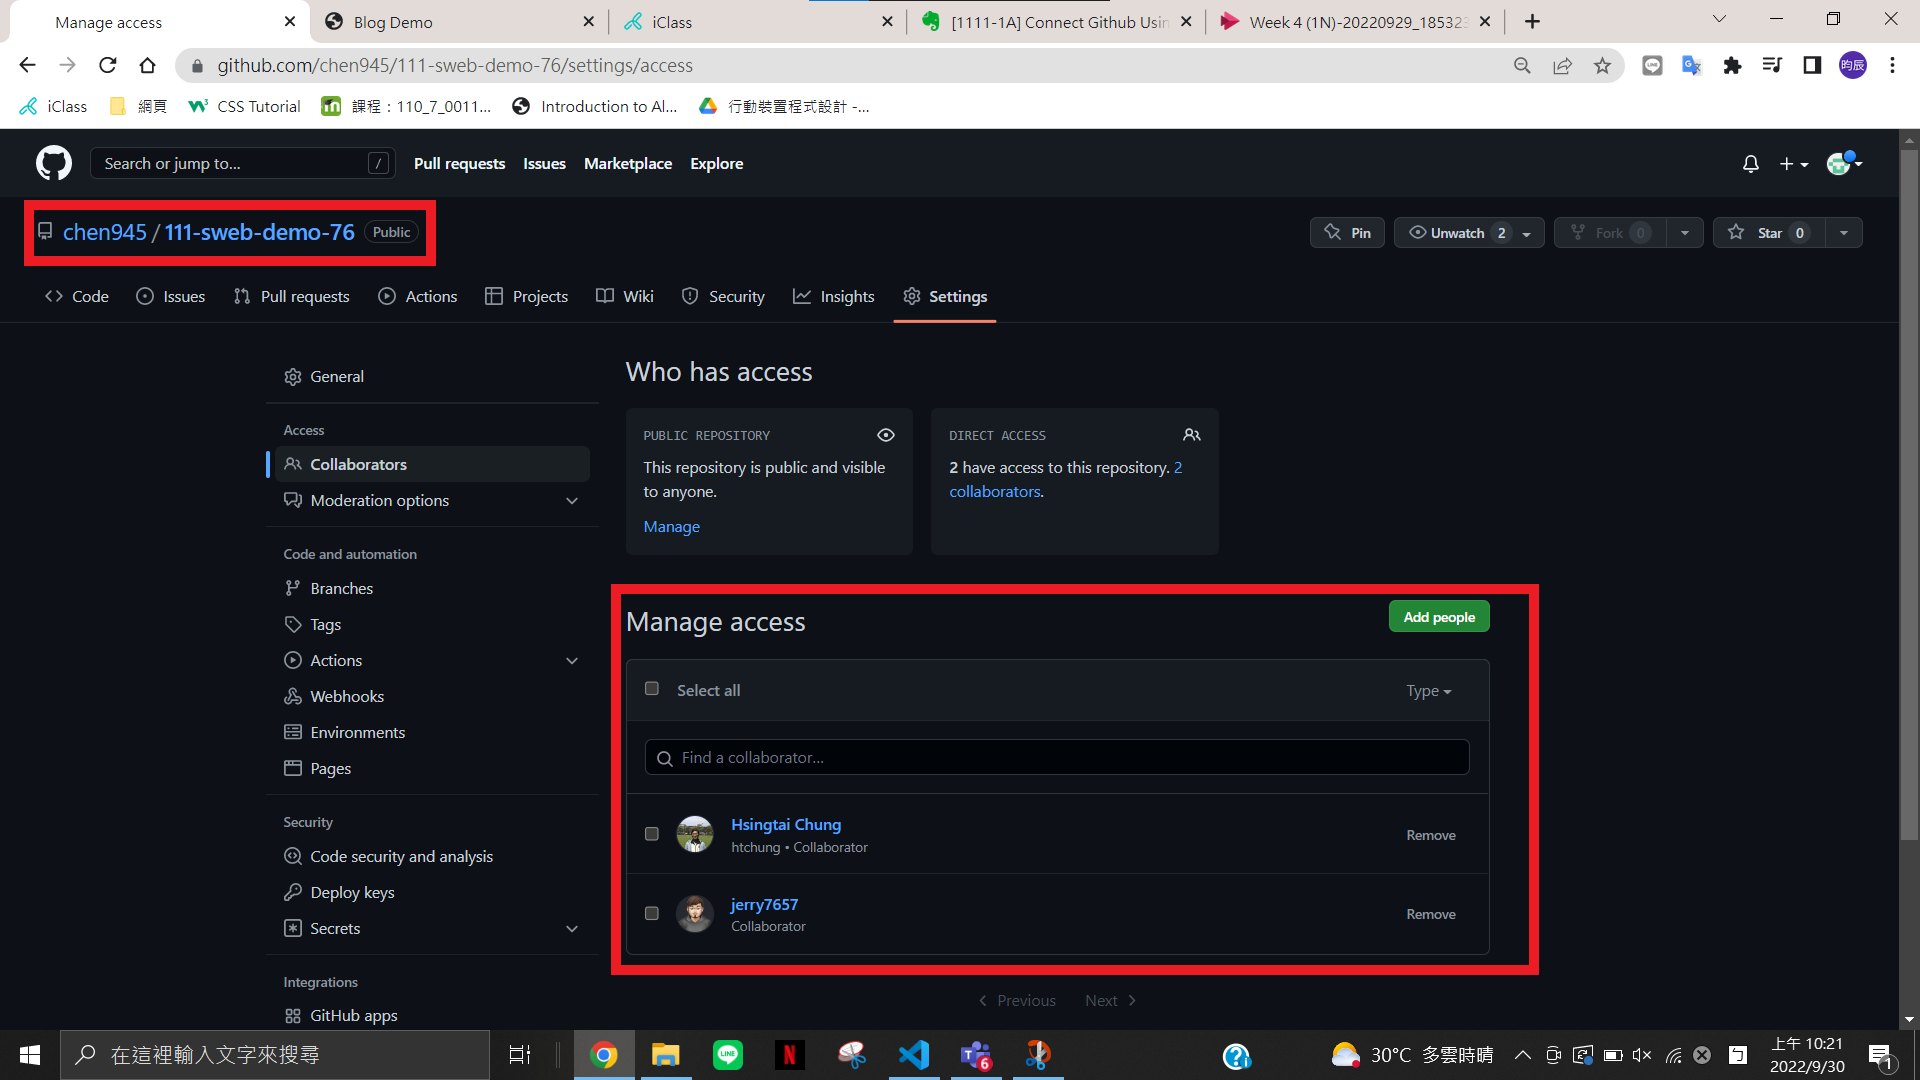 Manage access
Blog Demo
iClass
[1111-1A] Connect Github Usin
Week 4 (1N)-20220929_185323
github.com/chen945/111-sweb-demo-76/settings/access
昀辰
iClass
網頁
CSS Tutorial
課程：110_7_0011...
Introduction to Al...
行動裝置程式設計 -...
Search or jump to...
/
Pull requests
Issues
Marketplace
Explore
chen945 / 111-sweb-demo-76 Public
Pin
Unwatch 2
Fork 0
Star 0
Code
Issues
Pull requests
Actions
Projects
Wiki
Security
Insights
Settings
General
Access
Collaborators
Moderation options
Code and automation
Branches
Tags
Actions
Webhooks
Environments
Pages
Security
Code security and analysis
Deploy keys
Secrets
Integrations
GitHub apps
Who has access
PUBLIC REPOSITORY
This repository is public and visible
to anyone.
Manage
DIRECT ACCESS
2 have access to this repository. 2
collaborators.
Manage access
Add people
Select all
Type
Find a collaborator...
Hsingtai Chung
htchung • Collaborator
Remove
jerry7657
Collaborator
Remove
Previous
Next
在這裡輸入文字來搜尋
LINE
N
6
30°C 多雲時晴
上午 10:21
2022/9/30
1